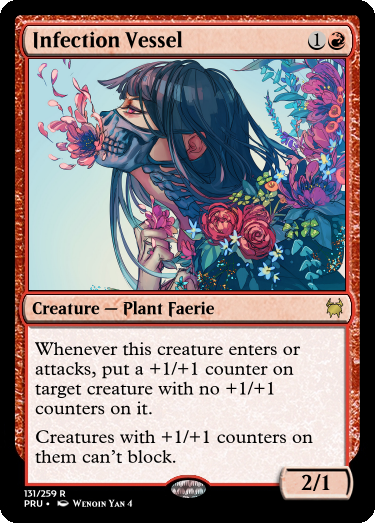 Infection Vessel 1
Creature — Plant Faerie
Whenever this creature enters or
attacks, put a +1/+1 counter on
target creature with no +1/+1
counters on it.
Creatures with +1/+1 counters on
them can't block.
2/1
131/259 R
PRU • Wenqin Yan 4